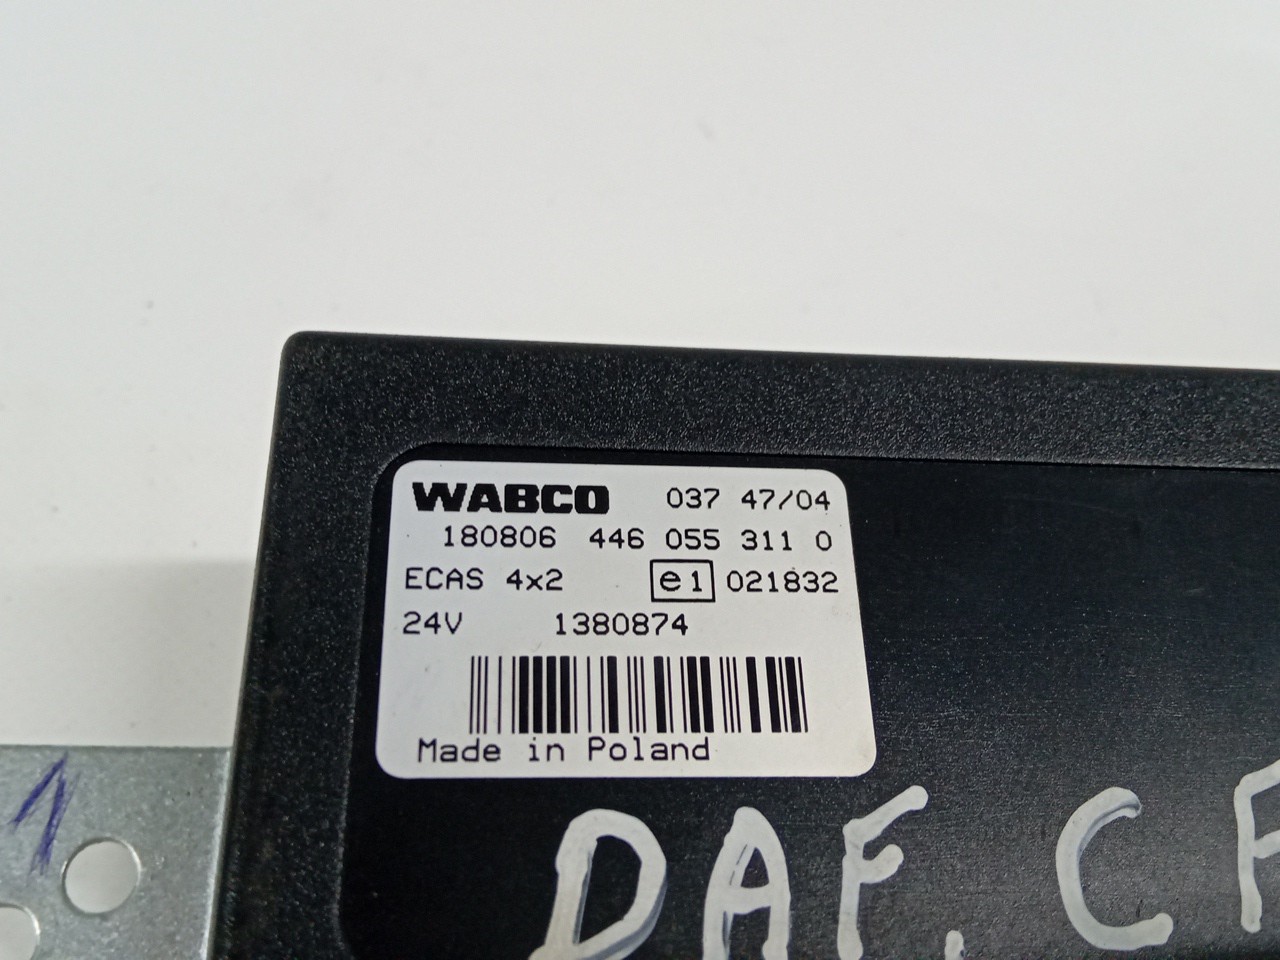 WABCO 037 47/04
180806 446 055 311 0
ECAS 4x2 e1 021832
24V 1380874
Made in Poland
1
DAF. CF